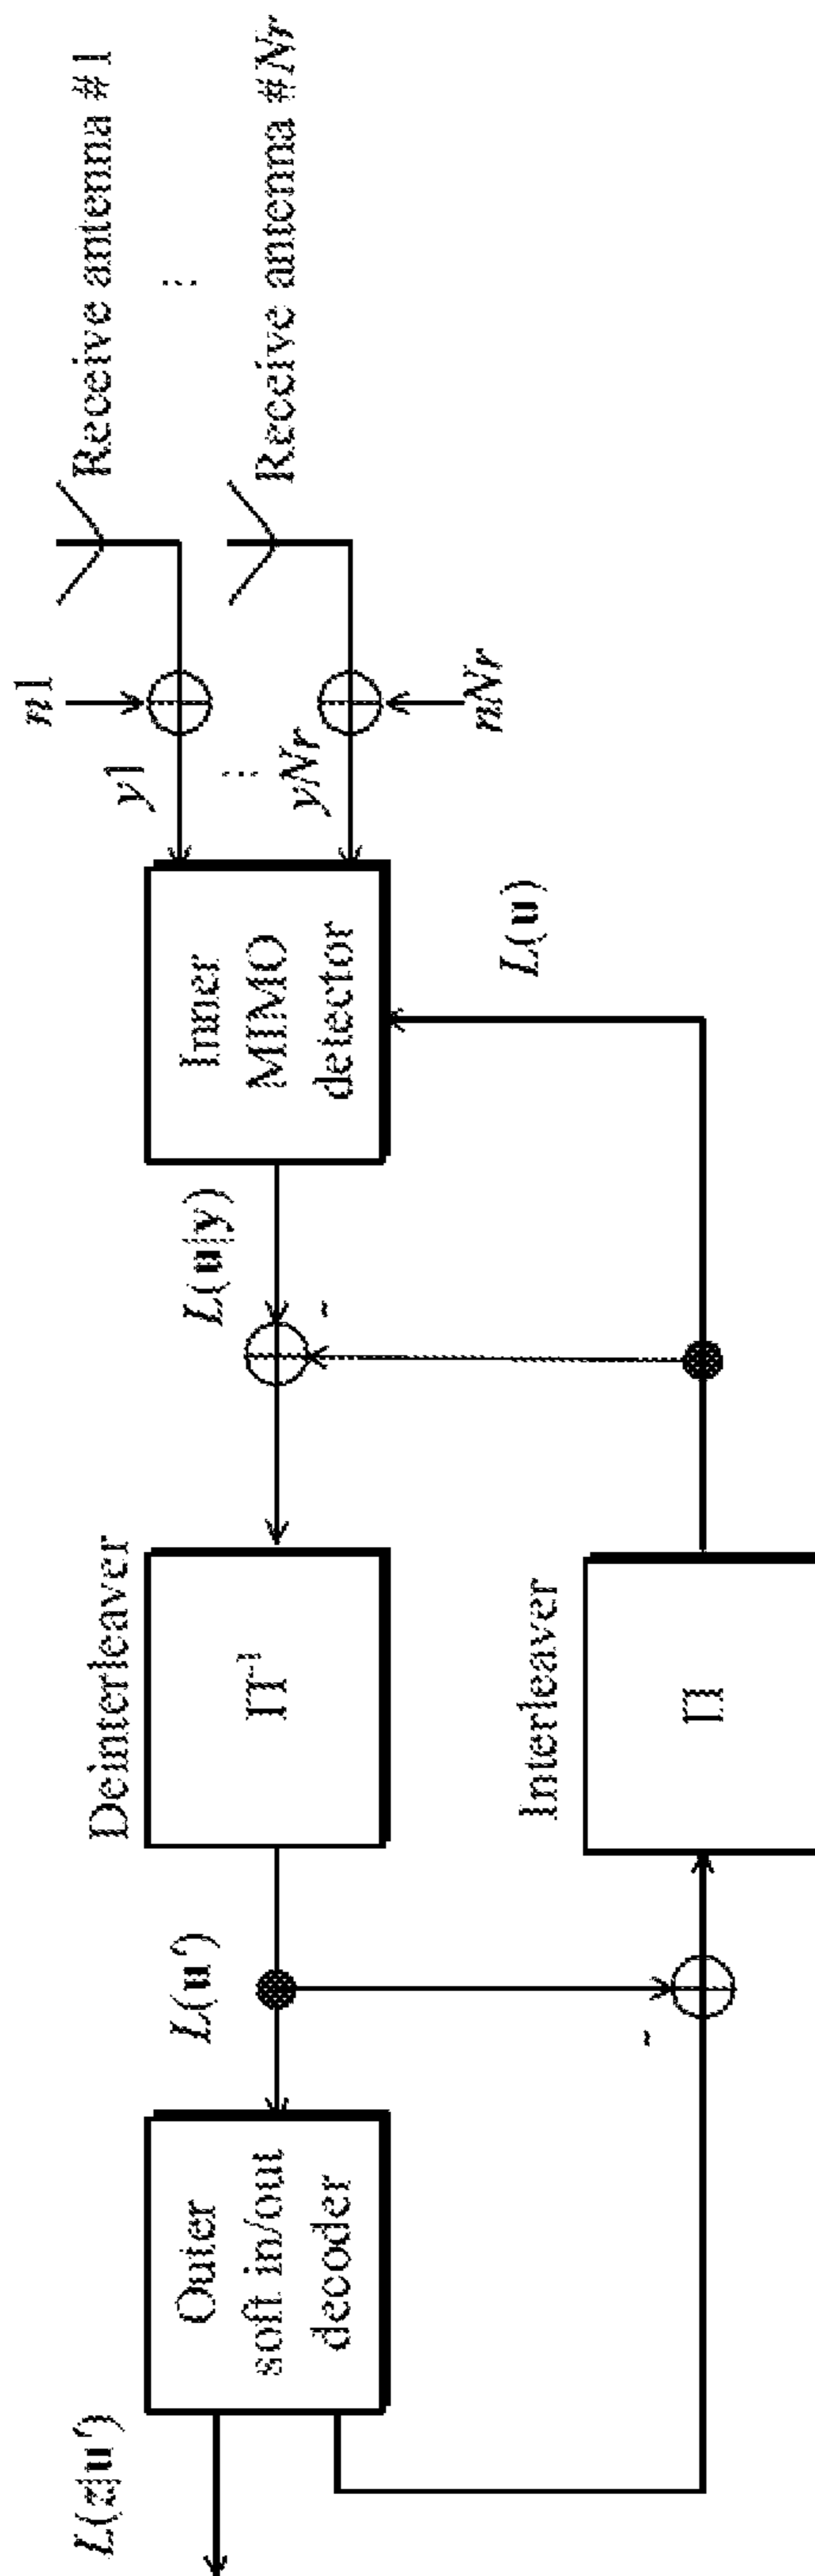 Receive antenna #1
⋮
Receive antenna #Nr
n1
nNr
y1
⋮
yNr
Inner
MIMO
detector
L(u)
L(u|y)
-
Deinterleaver
Π-1
Interleaver
Π
L(u')
-
Outer
soft in/out
decoder
L(z|u')